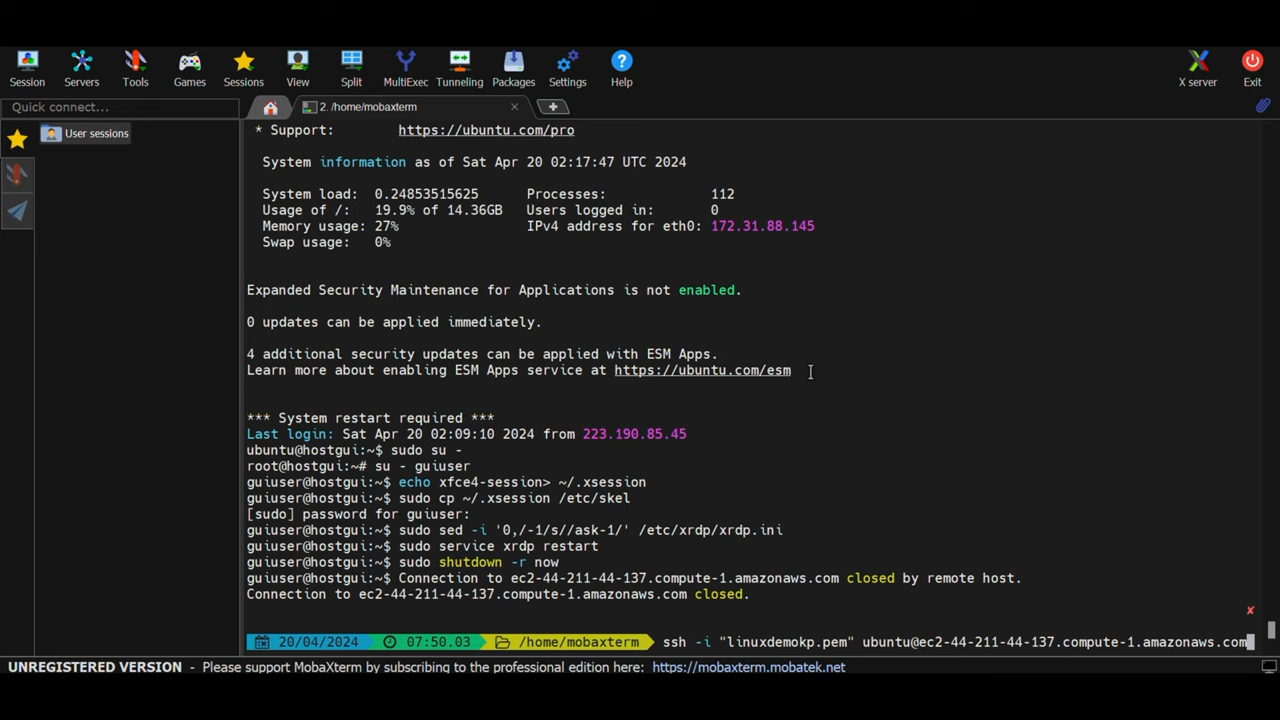 Session
Servers
Tools
Games
Sessions
View
Split
MultiExec
Tunneling
Packages
Settings
Help
X server
Exit
Quick connect...
2. /home/mobaxterm
User sessions
* Support: https://ubuntu.com/pro
System information as of Sat Apr 20 02:17:47 UTC 2024
System load: 0.24853515625 Processes: 112
Usage of /: 19.9% of 14.36GB Users logged in: 0
Memory usage: 27% IPv4 address for eth0: 172.31.88.145
Swap usage: 0%
Expanded Security Maintenance for Applications is not enabled.
0 updates can be applied immediately.
4 additional security updates can be applied with ESM Apps.
Learn more about enabling ESM Apps service at https://ubuntu.com/esm
*** System restart required ***
Last login: Sat Apr 20 02:09:10 2024 from 223.190.85.45
ubuntu@hostgui:~$ sudo su -
root@hostgui:~# su - guiuser
guiuser@hostgui:~$ echo xfce4-session> ~/.xsession
guiuser@hostgui:~$ sudo cp ~/.xsession /etc/skel
[sudo] password for guiuser:
guiuser@hostgui:~$ sudo sed -i '0,/-1/s//ask-1/' /etc/xrdp/xrdp.ini
guiuser@hostgui:~$ sudo service xrdp restart
guiuser@hostgui:~$ sudo shutdown -r now
guiuser@hostgui:~$ Connection to ec2-44-211-44-137.compute-1.amazonaws.com closed by remote host.
Connection to ec2-44-211-44-137.compute-1.amazonaws.com closed.
20/04/2024 07:50.03 /home/mobaxterm ssh -i "linuxdemokp.pem" ubuntu@ec2-44-211-44-137.compute-1.amazonaws.com
UNREGISTERED VERSION - Please support MobaXterm by subscribing to the professional edition here: https://mobaxterm.mobatek.net